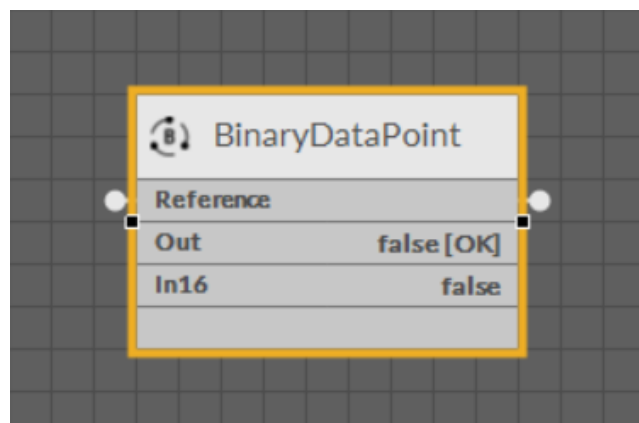 B BinaryDataPoint
Reference
Out false [OK]
In16 false